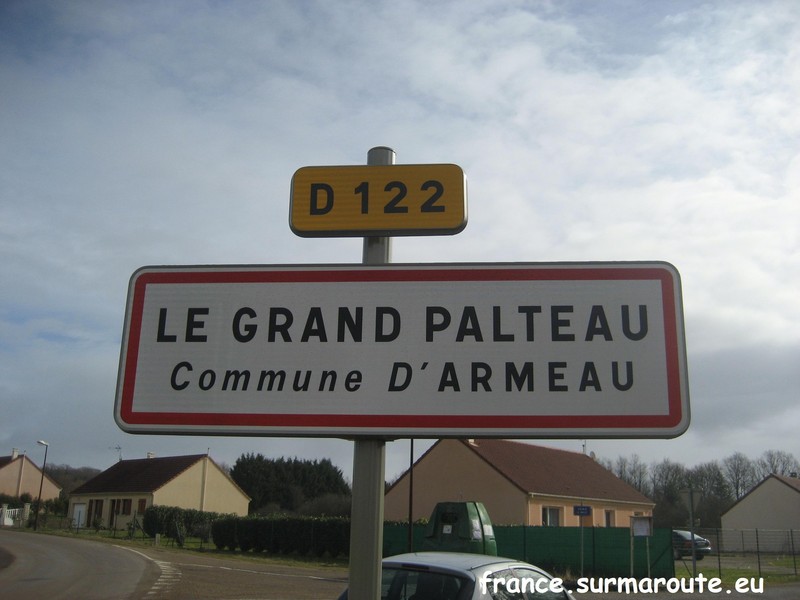 D 122
LE GRAND PALTEAU
Commune D'ARMEAU
france surmaroute.eu